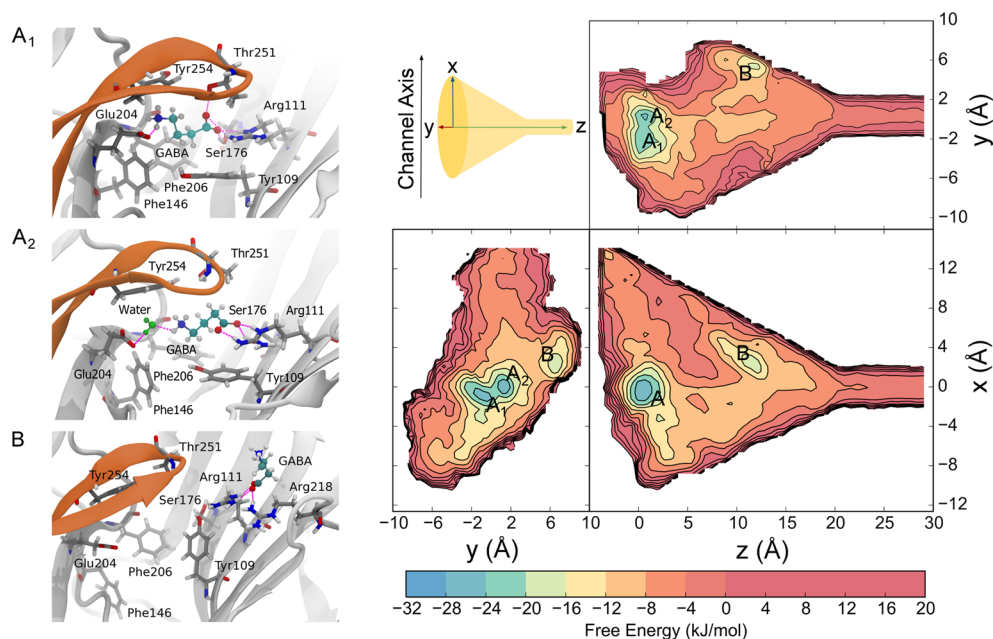 A1
Thr251
Tyr254
Glu204
Arg111
GABA
Ser176
Phe206
Tyr109
Phe146
A2
Thr251
Tyr254
Water
Ser176
Arg111
GABA
Glu204
Phe206
Tyr109
Phe146
B
Thr251
GABA
Tyr254
Arg111
Ser176
Arg218
Glu204
Tyr109
Phe206
Phe146
Channel Axis
x
y
z
B
A2
A1
10
6
2
−2
−6
−10
y (Å)
B
A2
A1
−10
−6
−2
2
6
10
y (Å)
B
A
12
8
4
0
−4
−8
−12
x (Å)
0
5
10
15
20
25
30
z (Å)
−32
−28
−24
−20
−16
−12
−8
−4
0
4
8
12
16
20
Free Energy (kJ/mol)